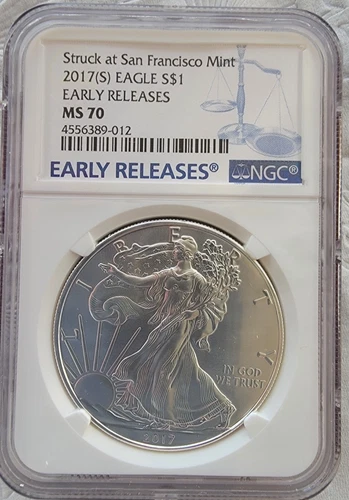 Struck at San Francisco Mint
2017(S) EAGLE S$1
EARLY RELEASES
MS 70
4556389-012
EARLY RELEASES®
NGC®
LIBERTY
IN GOD
WE TRUST
2017